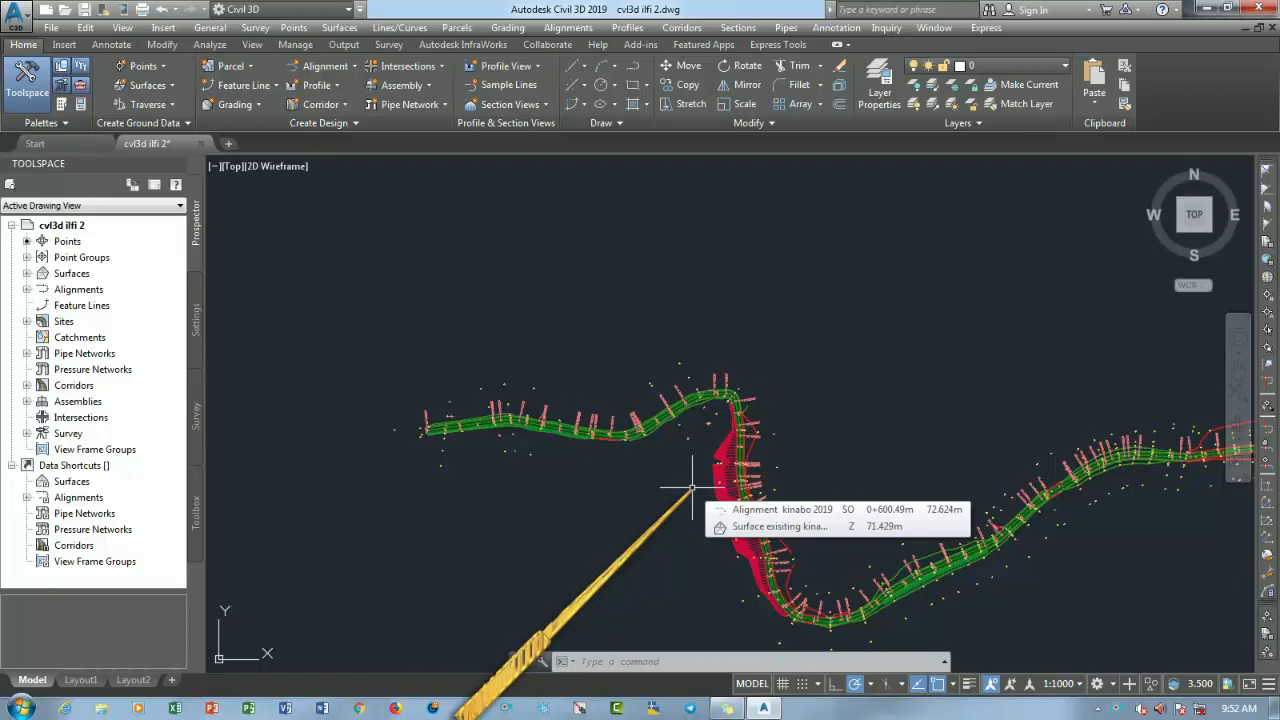 A
C3D
Civil 3D
Autodesk Civil 3D 2019 cvl3d ilfi 2.dwg
Type a keyword or phrase
Sign In
File Edit View Insert General Survey Points Surfaces Lines/Curves Parcels Grading Alignments Profiles Corridors Sections Pipes Annotation Inquiry Window Express
Home Insert Annotate Modify Analyze View Manage Output Survey Autodesk InfraWorks Collaborate Help Add-ins Featured Apps Express Tools
Toolspace
Points
Surfaces
Traverse
Parcel
Feature Line
Grading
Alignment
Profile
Corridor
Intersections
Assembly
Pipe Network
Profile View
Sample Lines
Section Views
Move
Copy
Stretch
Rotate
Mirror
Scale
Trim
Fillet
Array
Layer
Properties
0
Make Current
Match Layer
Paste
Palettes
Create Ground Data
Create Design
Profile & Section Views
Draw
Modify
Layers
Clipboard
Start
cvl3d ilfi 2*
TOOLSPACE
Active Drawing View
cvl3d ilfi 2
Points
Point Groups
Surfaces
Alignments
Feature Lines
Sites
Catchments
Pipe Networks
Pressure Networks
Corridors
Assemblies
Intersections
Survey
View Frame Groups
Data Shortcuts []
Surfaces
Alignments
Pipe Networks
Pressure Networks
Corridors
View Frame Groups
Prospector
Settings
Survey
Toolbox
[−][Top][2D Wireframe]
N
W TOP E
S
WCS
Alignment kinabo 2019 SO 0+600.49m 72.624m
Surface exisiting kina... Z 71.429m
Y
X
Type a command
Model Layout1 Layout2 +
MODEL
1:1000
3.500
9:52 AM